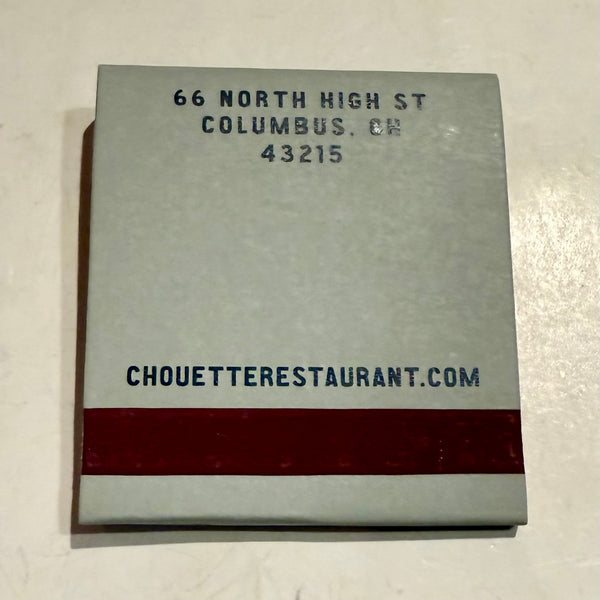 66 NORTH HIGH ST
COLUMBUS, OH
43215
CHOUETTERESTAURANT.COM